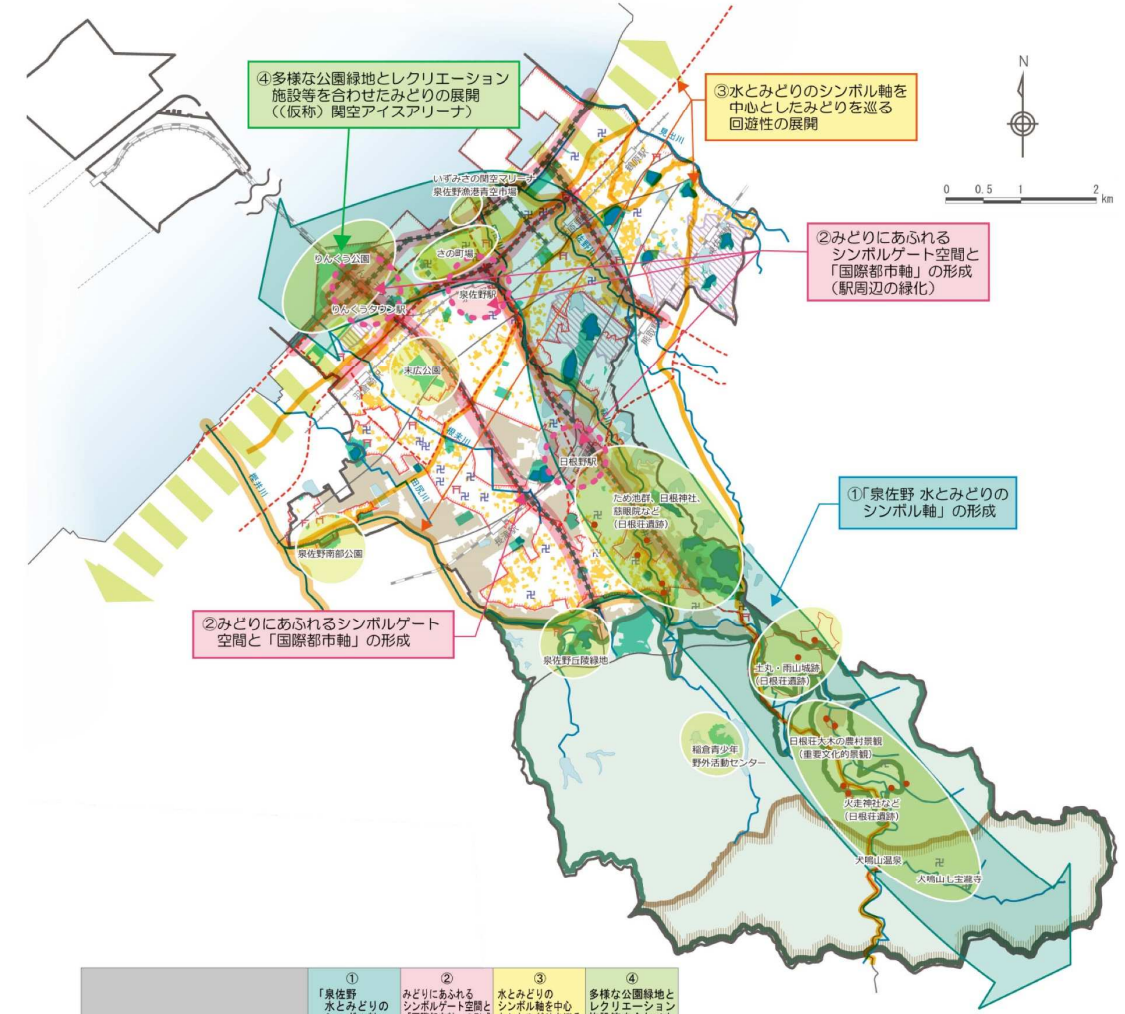 ④多様な公園緑地とレクリエーション
施設等を合わせたみどりの展開
((仮称) 関空アイスアリーナ)
③水とみどりのシンボル軸を
中心としたみどりを巡る
回遊性の展開
N
0 0.5 1 2
km
見出川
いずみさの関空マリーナ
泉佐野漁港青空市場
②みどりにあふれる
シンボルゲート空間と
「国際都市軸」の形成
(駅周辺の緑化)
りんくう公園
さの町場
佐野川
泉佐野駅
りんくうタウン駅
末広公園
日根野駅
樫井川
田尻川
ため池群、日根神社、
慈眼院など
(日根荘遺跡)
①「泉佐野 水とみどりの
シンボル軸」の形成
泉佐野南部公園
②みどりにあふれるシンボルゲート
空間と「国際都市軸」の形成
泉佐野丘陵緑地
土丸・雨山城跡
(日根荘遺跡)
稲倉青少年
野外活動センター
日根荘大木の農村景観
(重要文化的景観)
火走神社など
(日根荘遺跡)
犬鳴山温泉
犬鳴山し宝瀧寺
① ② ③ ④
「泉佐野 みどりにあふれる 水とみどりの 多様な公園緑地と
水とみどりの シンボルゲート空間と シンボル軸を中心 レクリエーション